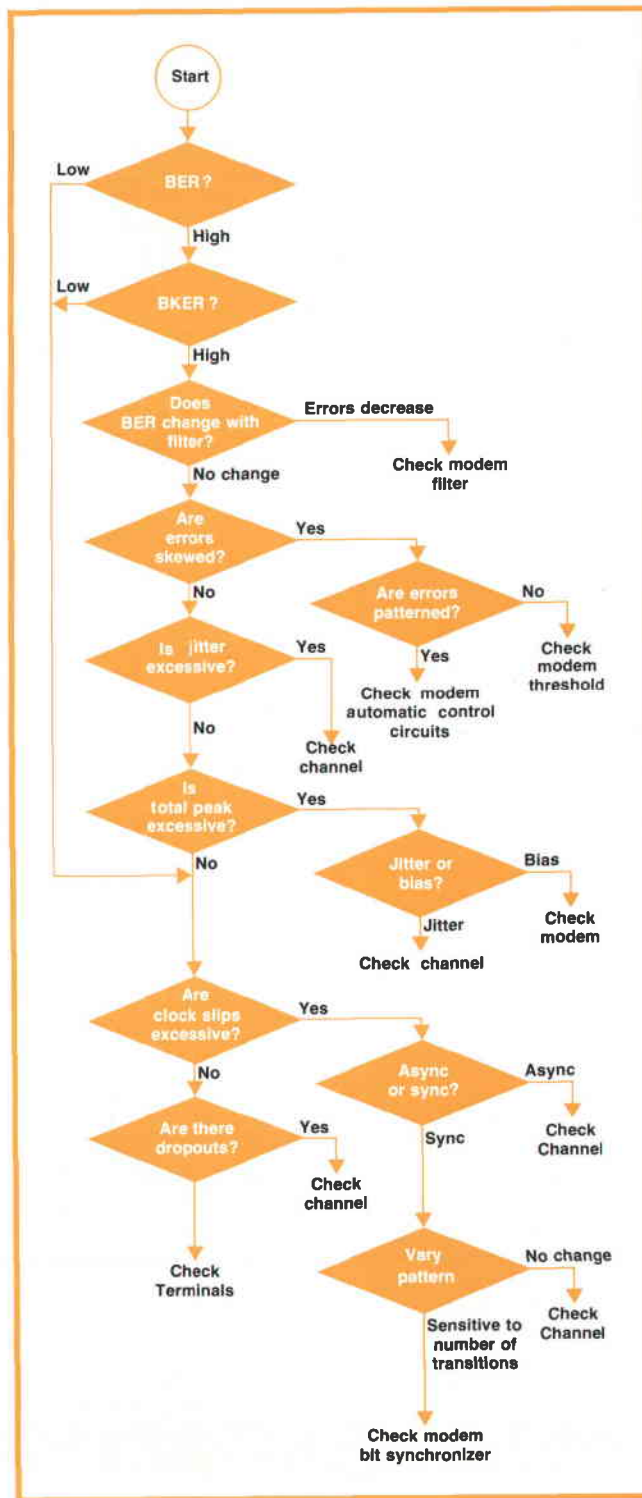 Start
Low
BER?
High
Low
BKER ?
High
Does
BER change with
filter?
Errors decrease
Check modem
filter
No change
Are
errors
skewed?
Yes
No
Are errors
patterned?
No
Check
modem
threshold
Yes
Check modem
automatic control
circuits
Is jitter
excessive?
Yes
Check
channel
No
Is
total peak
excessive?
Yes
No
Jitter or
bias?
Bias
Check
modem
Jitter
Check channel
Are
clock slips
excessive?
Yes
No
Async
or sync?
Async
Check
Channel
Sync
Are there
dropouts?
Yes
Check
channel
Check
Terminals
Vary
pattern
No change
Check
Channel
Sensitive to
number of
transitions
Check modem
bit synchronizer